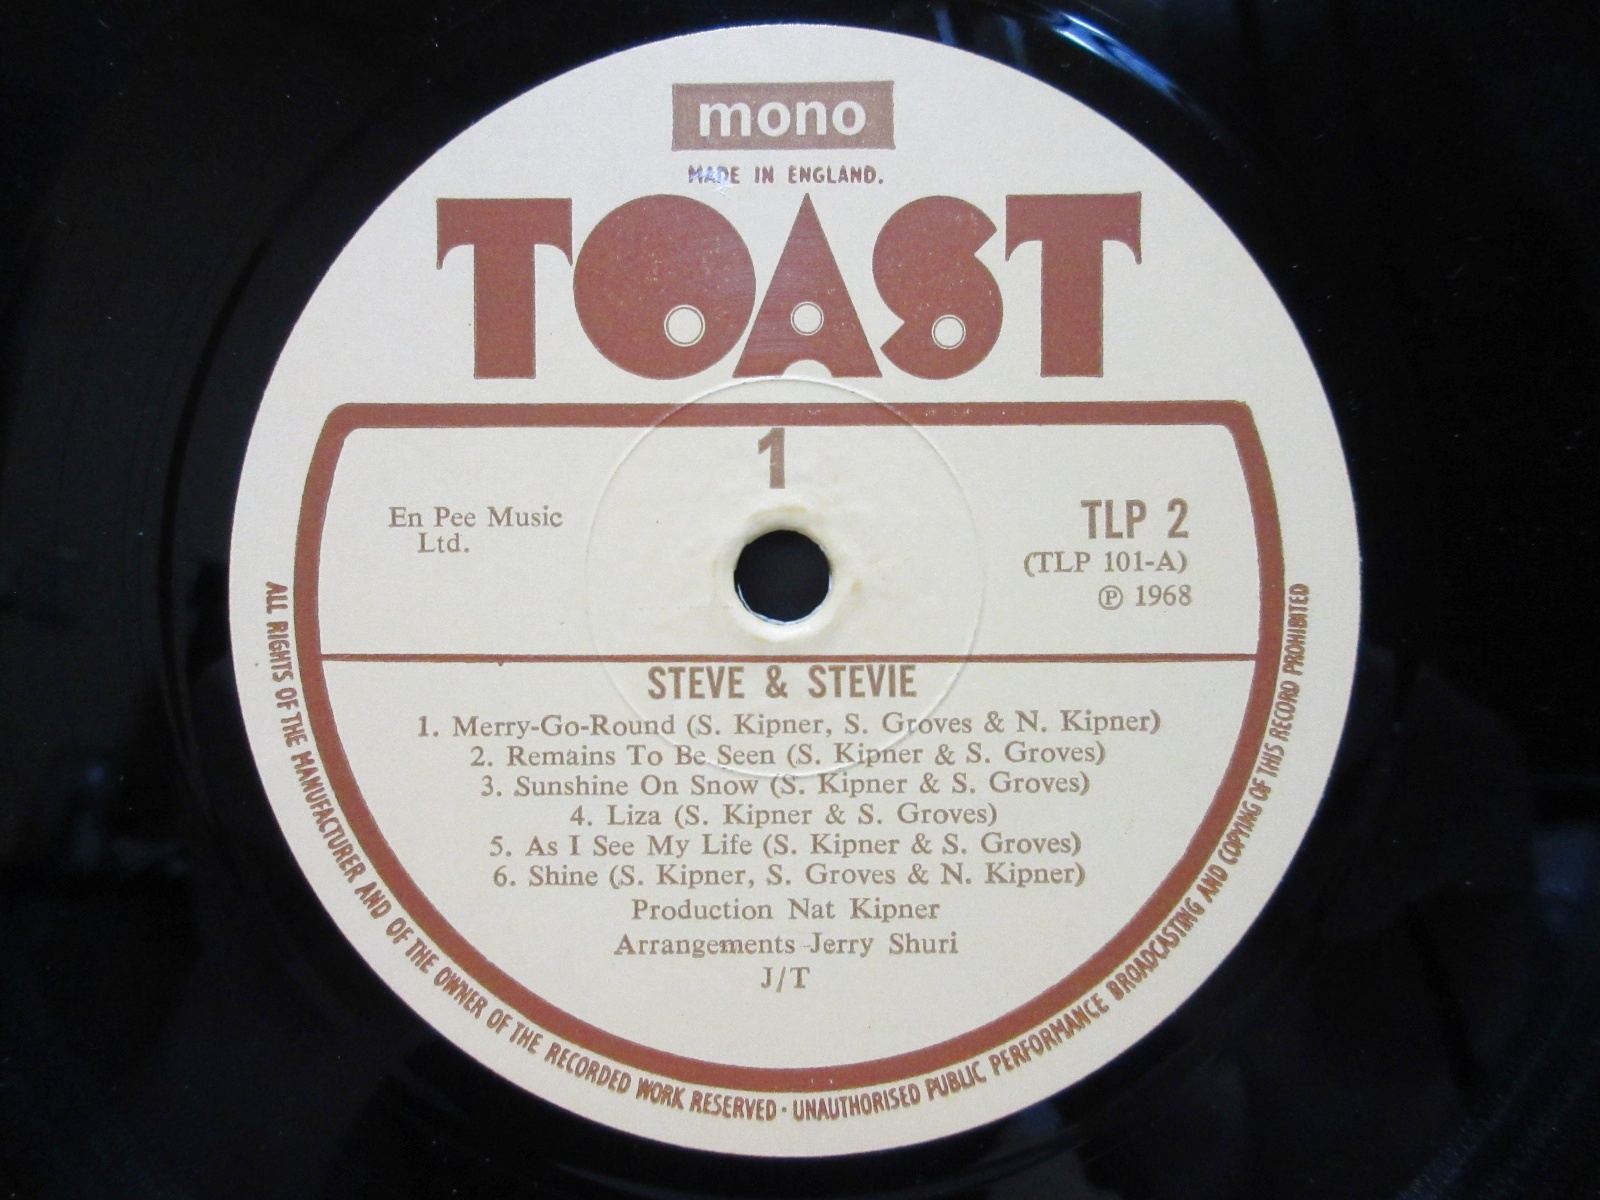 mono
MADE IN ENGLAND.
TOAST
1
En Pee Music
Ltd.
TLP 2
(TLP 101-A)
℗ 1968
STEVE & STEVIE
1. Merry-Go-Round (S. Kipner, S. Groves & N. Kipner)
2. Remains To Be Seen (S. Kipner & S. Groves)
3. Sunshine On Snow (S. Kipner & S. Groves)
4. Liza (S. Kipner & S. Groves)
5. As I See My Life (S. Kipner & S. Groves)
6. Shine (S. Kipner, S. Groves & N. Kipner)
Production Nat Kipner
Arrangements Jerry Shuri
J/T
ALL RIGHTS OF THE MANUFACTURER AND OF THE OWNER OF THE RECORDED WORK RESERVED · UNAUTHORISED PUBLIC PERFORMANCE BROADCASTING AND COPYING OF THIS RECORD PROHIBITED